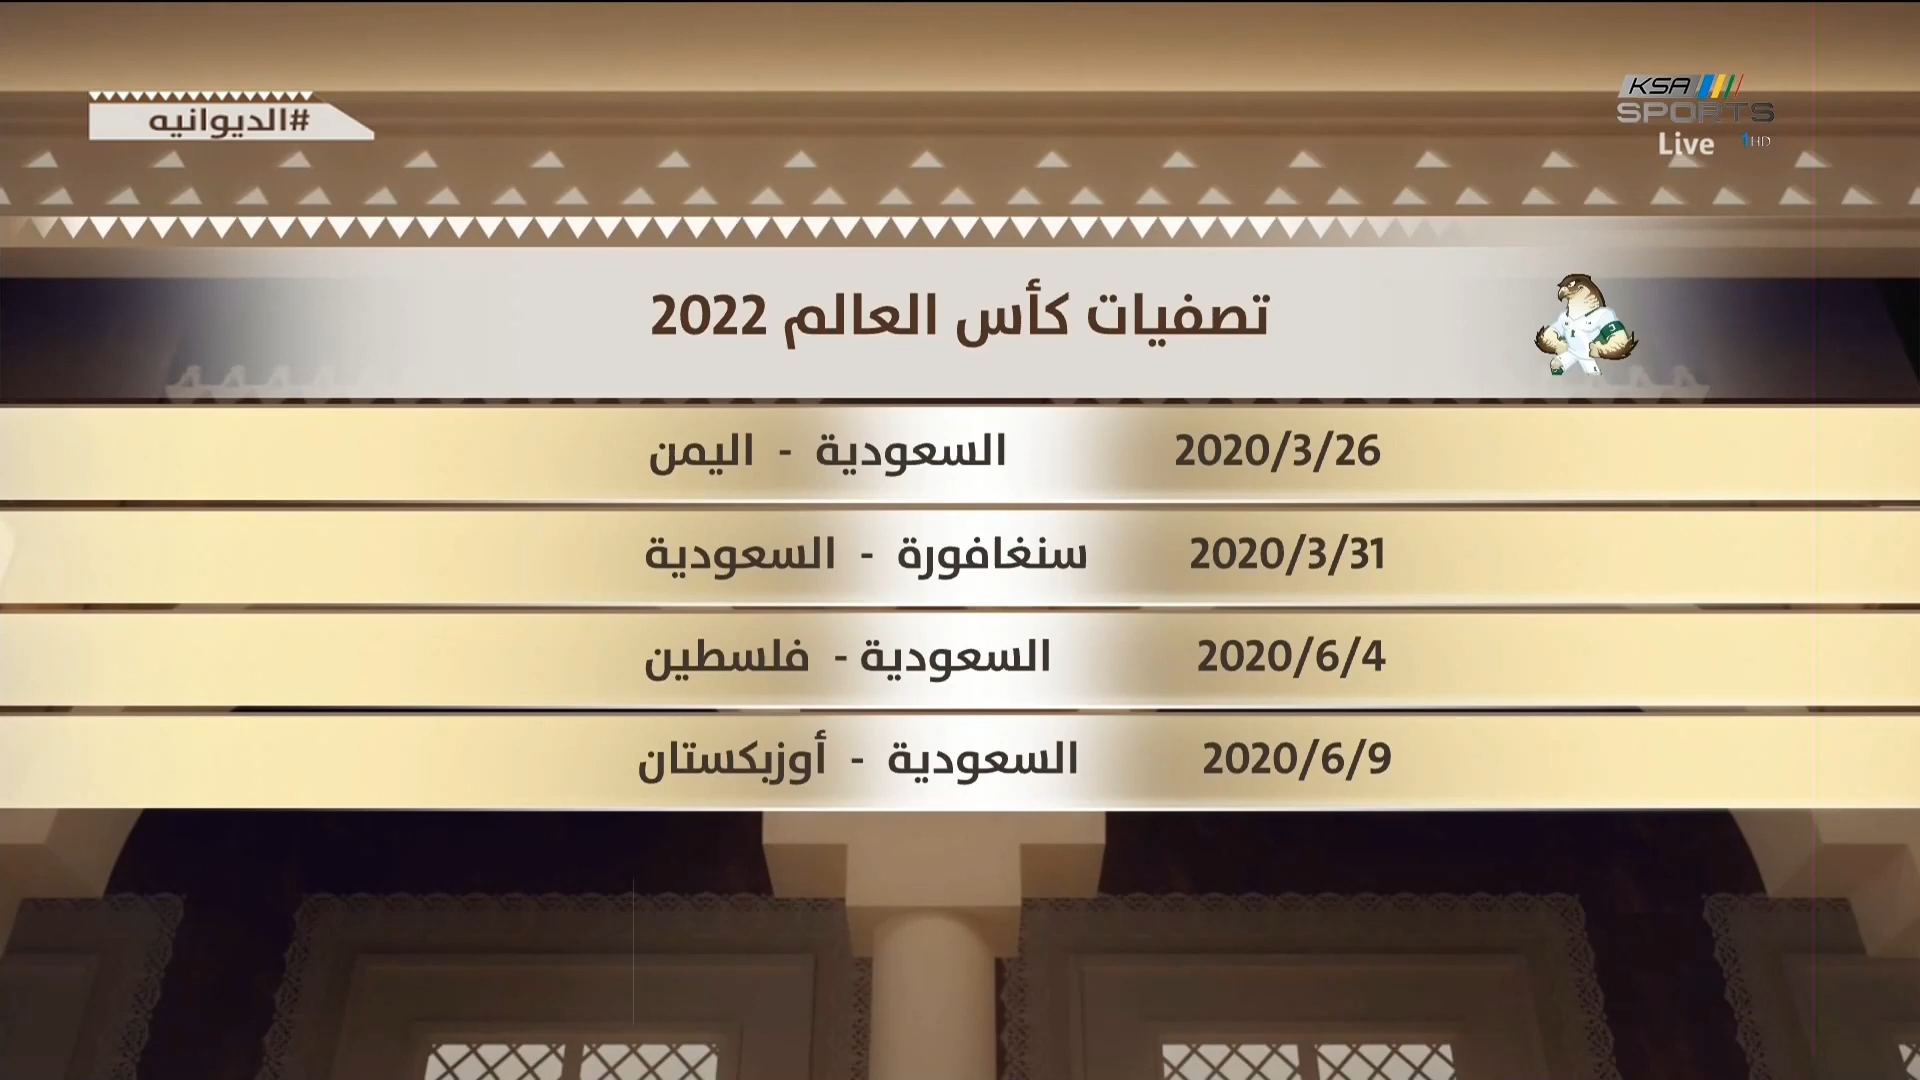 #الديوانيه
KSA
SPORTS
Live 1HD
تصفيات كأس العالم 2022
2020/3/26 السعودية - اليمن
2020/3/31 سنغافورة - السعودية
2020/6/4 السعودية - فلسطين
2020/6/9 السعودية - أوزبكستان